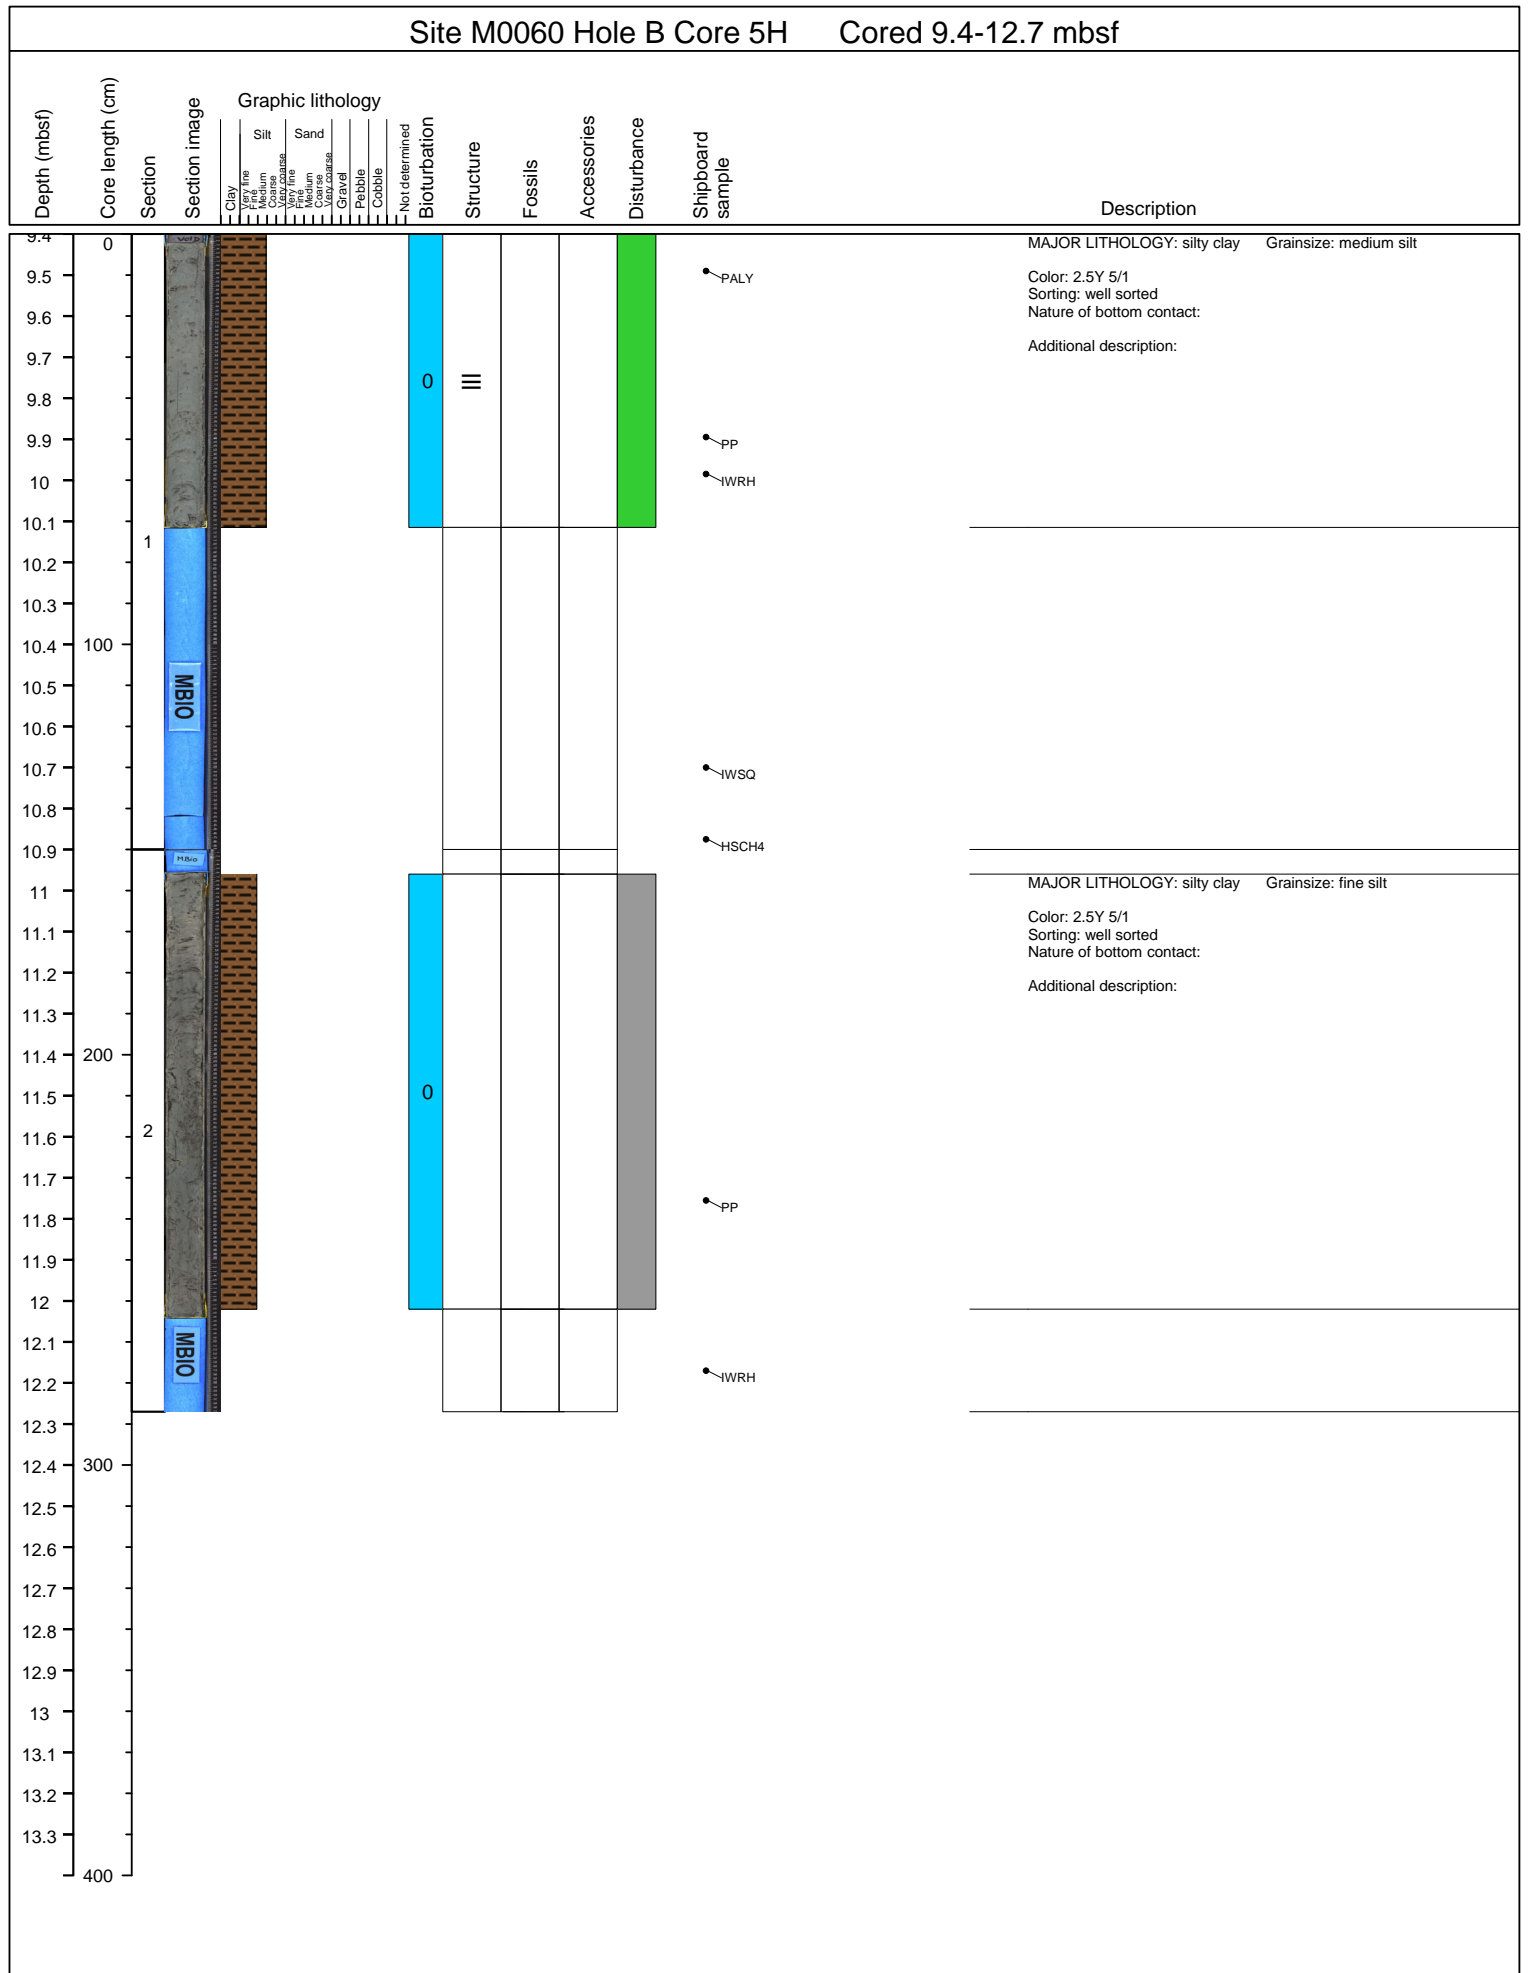 Site M0060 Hole B Core 5H Cored 9.4-12.7 mbsf
Depth (mbsf)
Core length (cm)
Section
Section image
Graphic lithology
Clay
Silt
Very fine
Fine
Medium
Coarse
Very coarse
Sand
Very fine
Fine
Medium
Coarse
Very coarse
Gravel
Pebble
Cobble
Not determined
Bioturbation
Structure
Fossils
Accessories
Disturbance
Shipboard
sample
Description
9.4
9.5
9.6
9.7
9.8
9.9
10
10.1
10.2
10.3
10.4
10.5
10.6
10.7
10.8
10.9
11
11.1
11.2
11.3
11.4
11.5
11.6
11.7
11.8
11.9
12
12.1
12.2
12.3
12.4
12.5
12.6
12.7
12.8
12.9
13
13.1
13.2
13.3
0
100
200
300
400
1
2
MBIO
M.Bio
MBIO
0
0
PALY
PP
IWRH
IWSQ
HSCH4
PP
IWRH
MAJOR LITHOLOGY: silty clay Grainsize: medium silt
Color: 2.5Y 5/1
Sorting: well sorted
Nature of bottom contact:
Additional description:
MAJOR LITHOLOGY: silty clay Grainsize: fine silt
Color: 2.5Y 5/1
Sorting: well sorted
Nature of bottom contact:
Additional description: